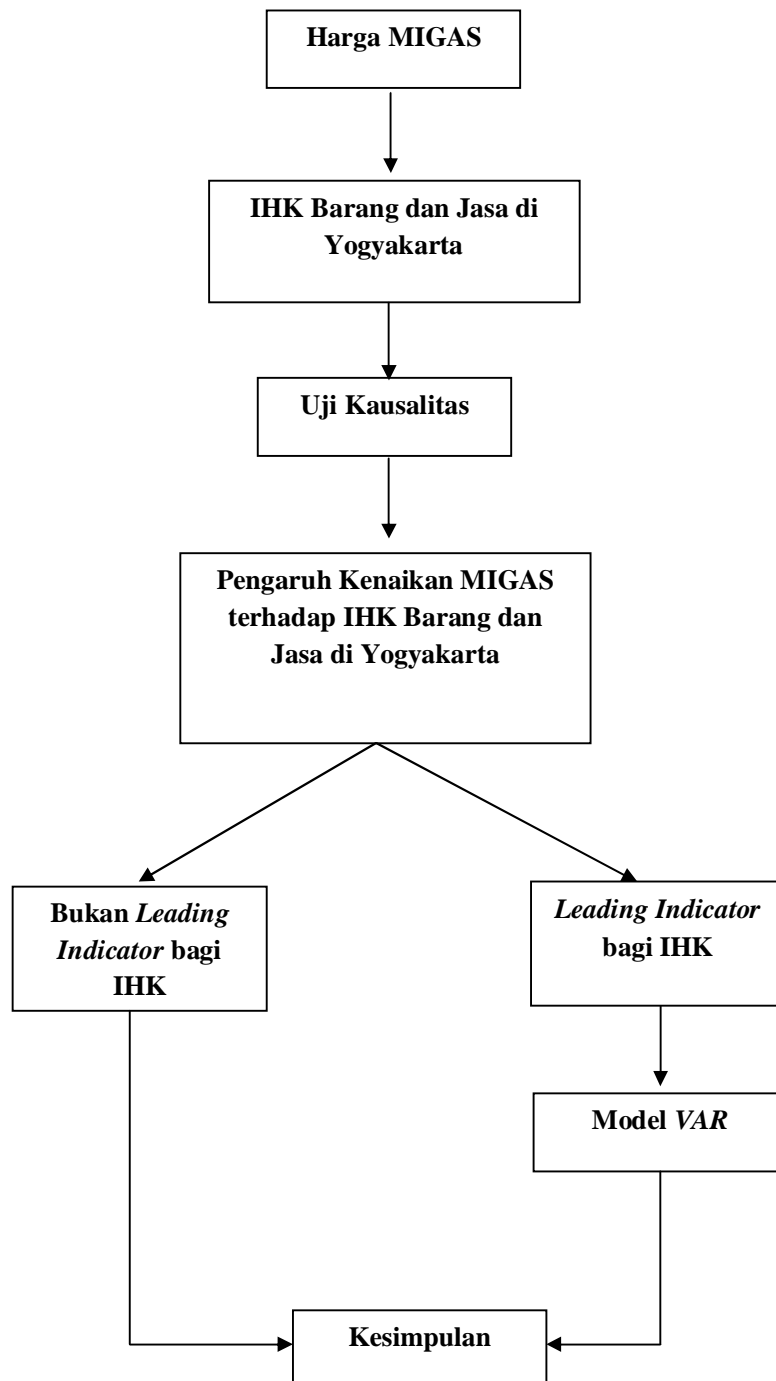 Harga MIGAS
IHK Barang dan Jasa di
Yogyakarta
Uji Kausalitas
Pengaruh Kenaikan MIGAS
terhadap IHK Barang dan
Jasa di Yogyakarta
Bukan Leading
Indicator bagi
IHK
Leading Indicator
bagi IHK
Model VAR
Kesimpulan